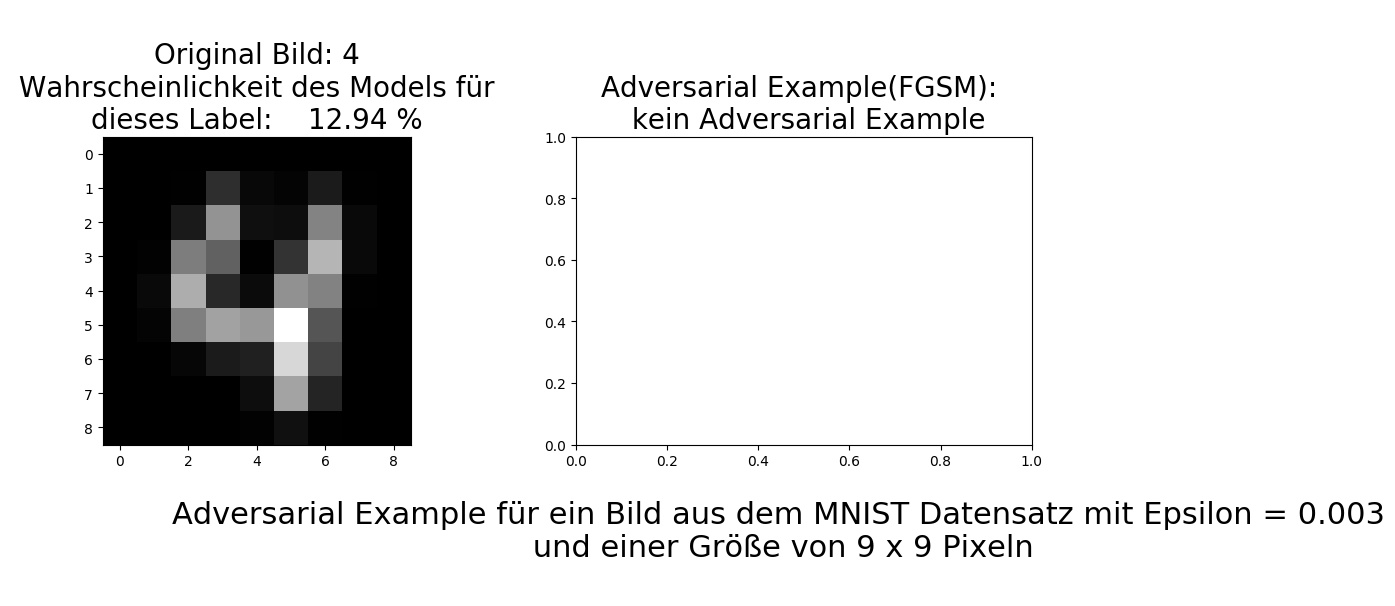 Original Bild: 4
Wahrscheinlichkeit des Models für
dieses Label:    12.94 %
Adversarial Example(FGSM):
kein Adversarial Example
0
1
2
3
4
5
6
7
8
0 2 4 6 8
1.0
0.8
0.6
0.4
0.2
0.0
0.0 0.2 0.4 0.6 0.8 1.0
Adversarial Example für ein Bild aus dem MNIST Datensatz mit Epsilon = 0.003
und einer Größe von 9 x 9 Pixeln